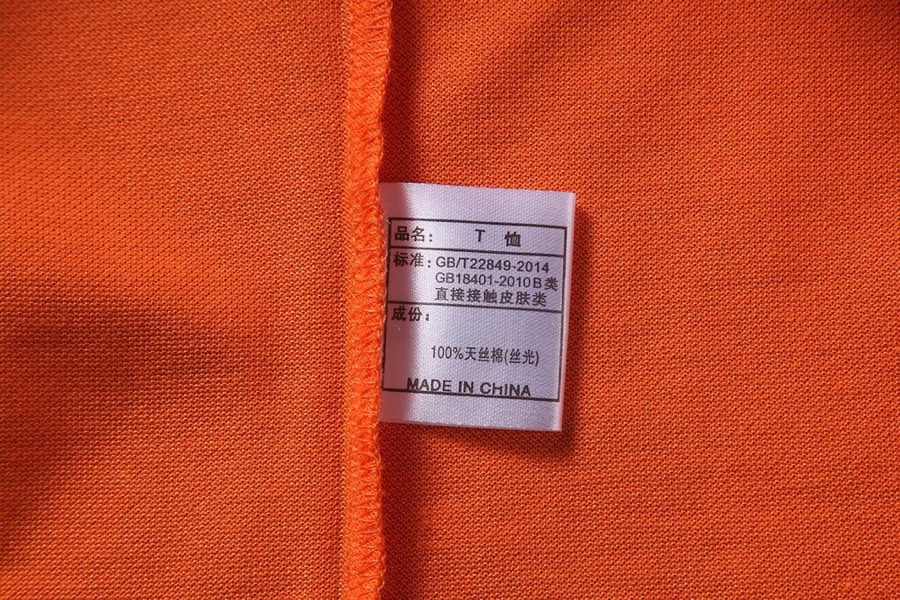 品名： T 恤
标准：GB/T22849-2014
GB18401-2010B类
直接接触皮肤类
成份：
100%天丝棉(丝光)
MADE IN CHINA